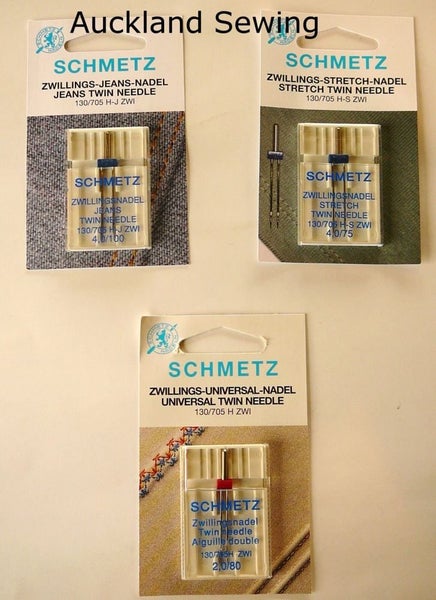 Auckland Sewing
SCHMETZ
ZWILLINGS-JEANS-NADEL
JEANS TWIN NEEDLE
130/705 H-J ZWI
SCHMETZ
ZWILLINGSNADEL
JEANS
TWIN NEEDLE
130/705 H-J ZWI
4,0/100
SCHMETZ
ZWILLINGS-STRETCH-NADEL
STRETCH TWIN NEEDLE
130/705 H-S ZWI
SCHMETZ
ZWILLINGSNADEL
STRETCH
TWIN NEEDLE
130/705 H-S ZWI
4,0/75
SCHMETZ
ZWILLINGS-UNIVERSAL-NADEL
UNIVERSAL TWIN NEEDLE
130/705 H ZWI
SCHMETZ
Zwillingsnadel
Twin needle
Aiguille double
130/705H ZWI
2,0/80